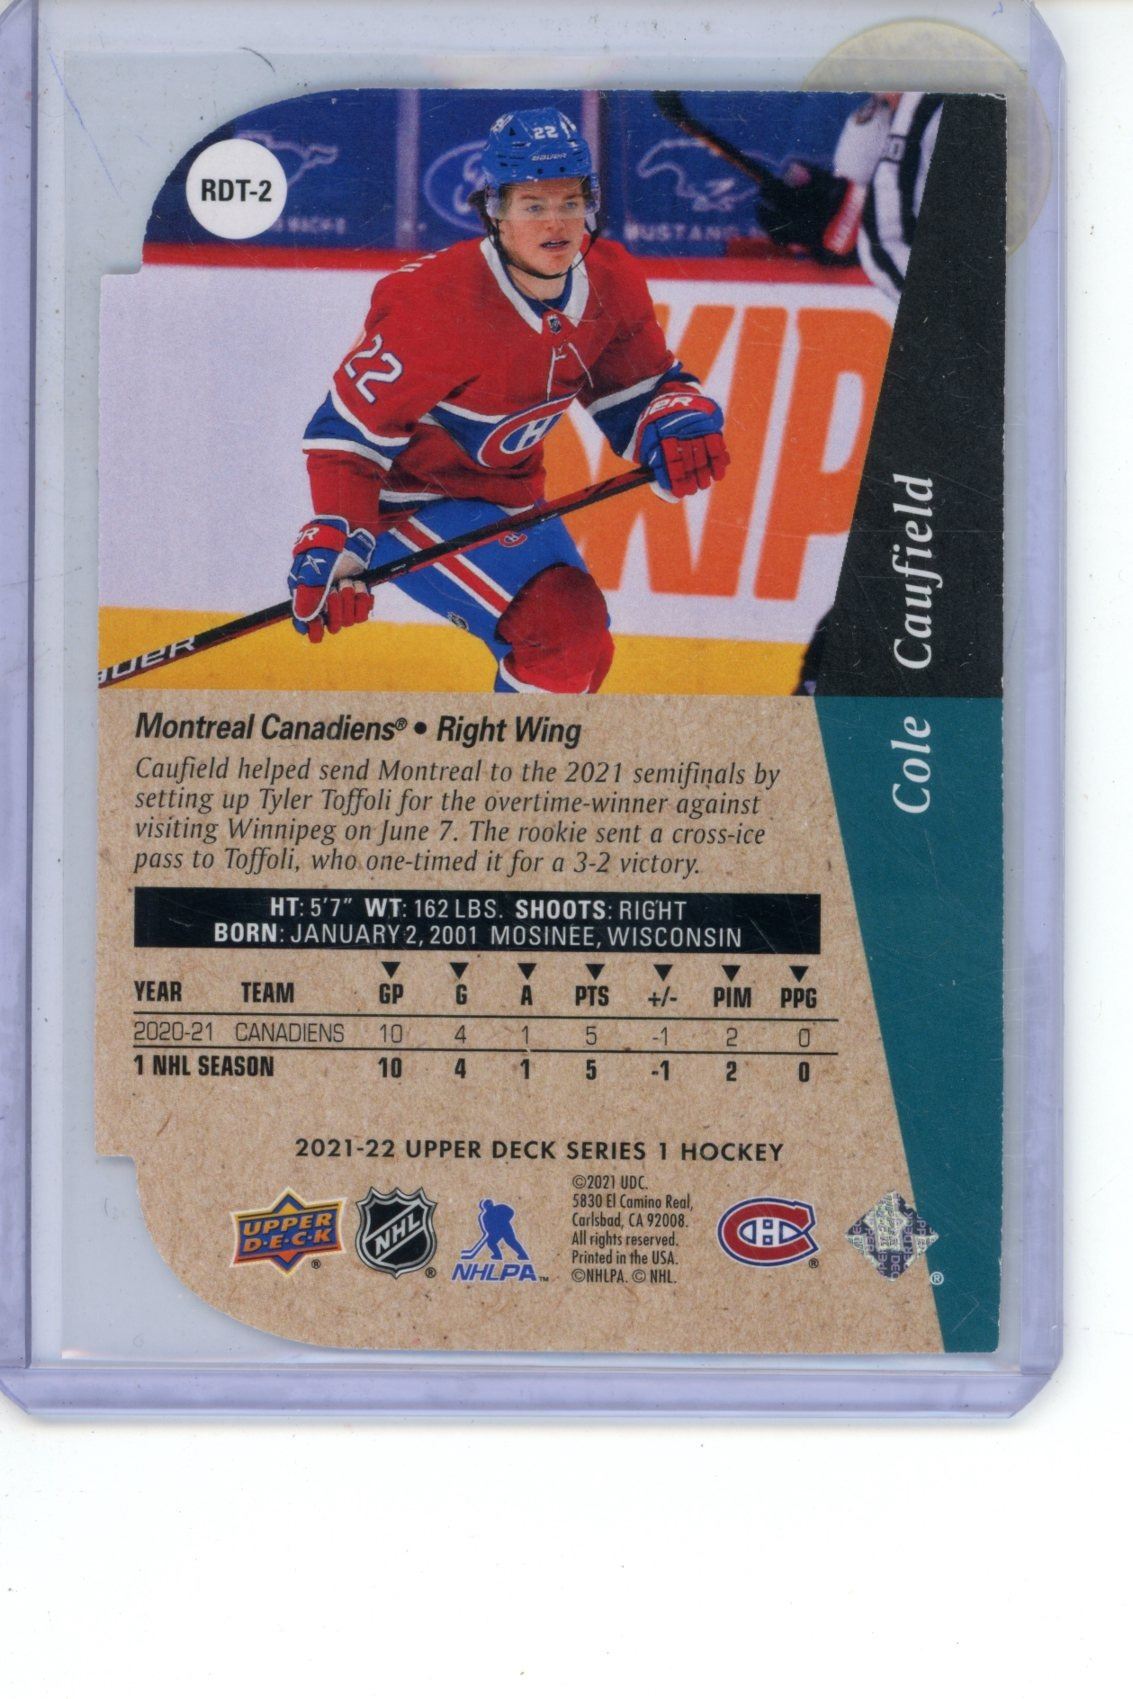 RDT-2
22
BAUER
MUSTANG
22
SKIP
Cole Caufield
Montreal Canadiens® • Right Wing
Caufield helped send Montreal to the 2021 semifinals by
setting up Tyler Toffoli for the overtime-winner against
visiting Winnipeg on June 7. The rookie sent a cross-ice
pass to Toffoli, who one-timed it for a 3-2 victory.
HT: 5'7" WT: 162 LBS. SHOOTS: RIGHT
BORN: JANUARY 2, 2001 MOSINEE, WISCONSIN
YEAR TEAM GP G A PTS +/- PIM PPG
2020-21 CANADIENS 10 4 1 5 -1 2 0
1 NHL SEASON 10 4 1 5 -1 2 0
2021-22 UPPER DECK SERIES 1 HOCKEY
UPPER
D·E·C·K
®
NHL
®
NHLPA™
©2021 UDC.
5830 El Camino Real,
Carlsbad, CA 92008.
All rights reserved.
Printed in the USA.
©NHLPA. © NHL.
®
®